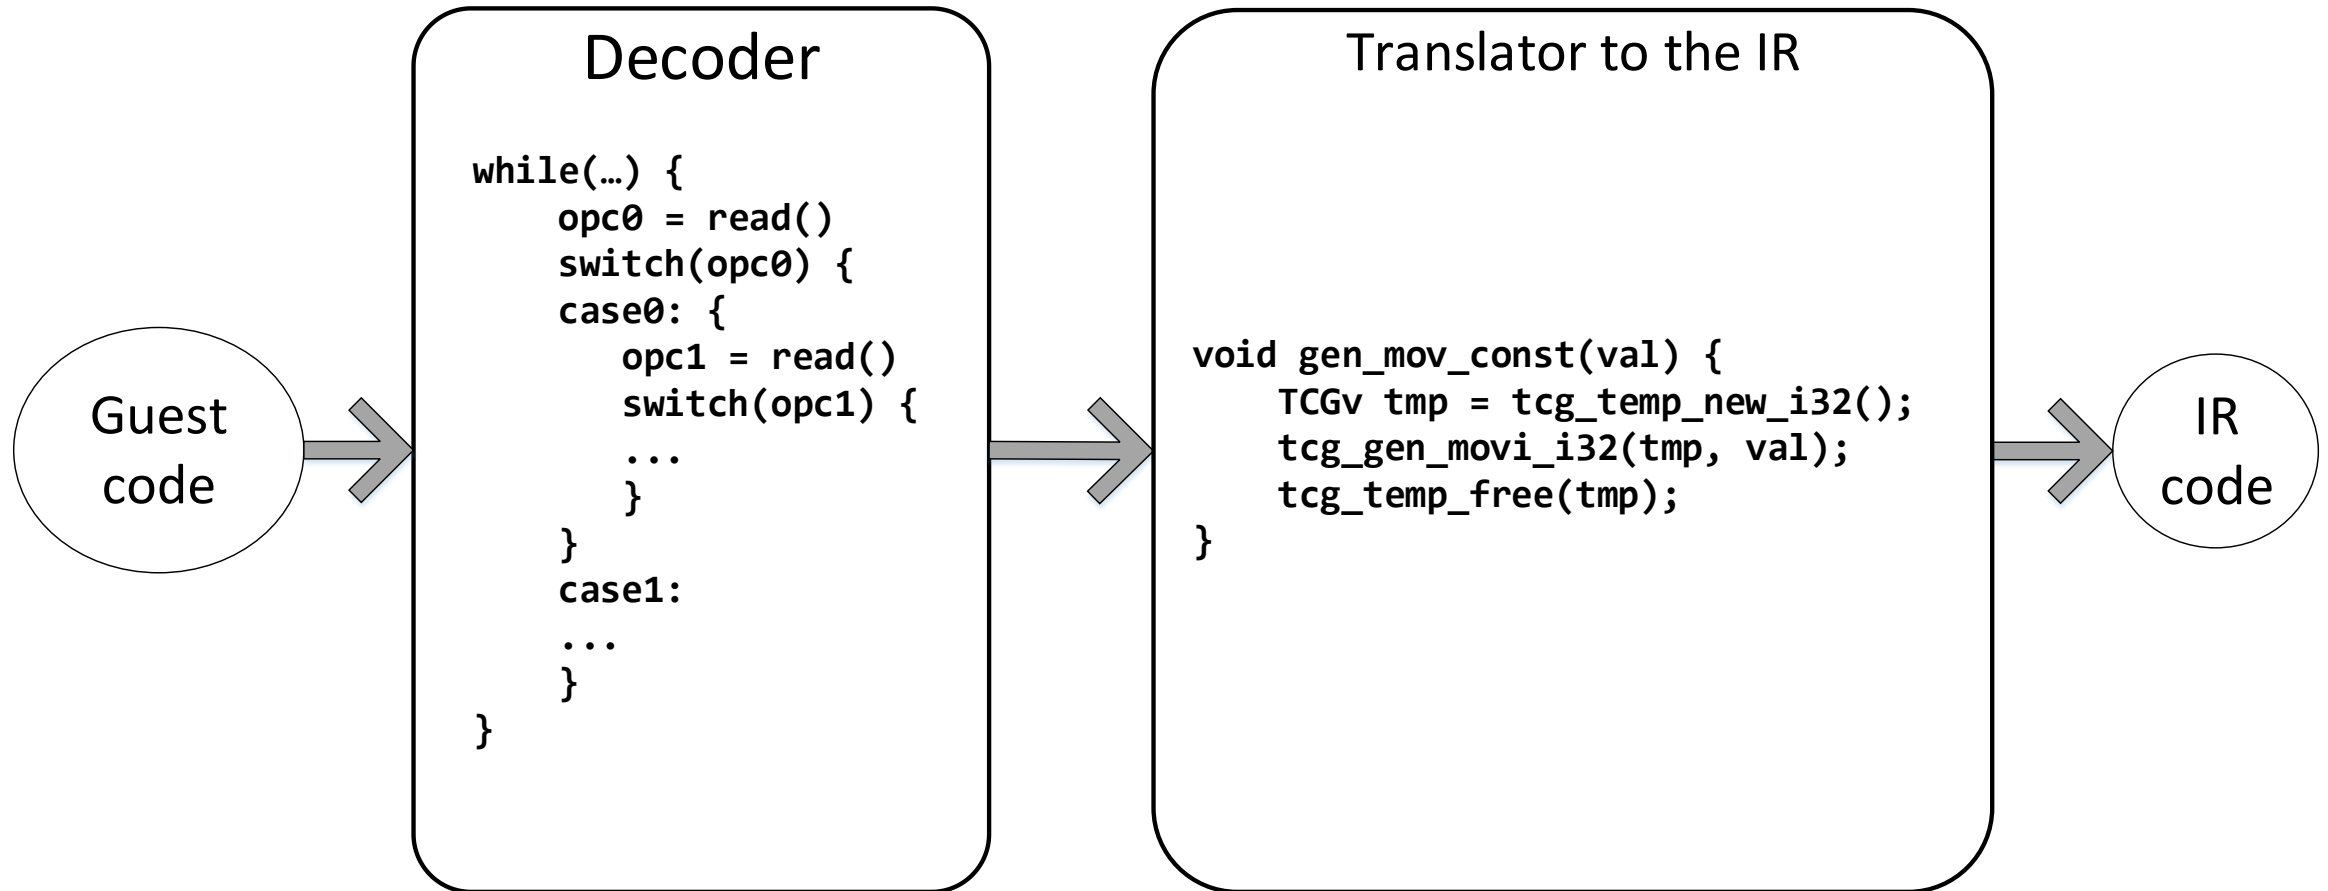 Guest
code
Decoder
while(…) {
    opc0 = read()
    switch(opc0) {
    case0: {
       opc1 = read()
       switch(opc1) {
       ...
       }
    }
    case1:
    ...
    }
}
Translator to the IR
void gen_mov_const(val) {
    TCGv tmp = tcg_temp_new_i32();
    tcg_gen_movi_i32(tmp, val);
    tcg_temp_free(tmp);
}
IR
code